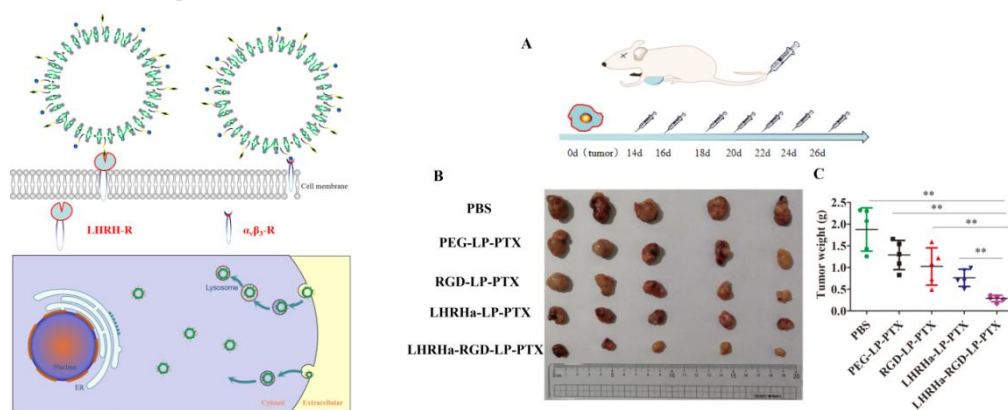 Cell membrane
LHRH-R
αvβ3-R
Lysosome
Nucleus
ER
Cytosol
Extracellular
A
0d (tumor) 14d 16d 18d 20d 22d 24d 26d
B
PBS
PEG-LP-PTX
RGD-LP-PTX
LHRHa-LP-PTX
LHRHa-RGD-LP-PTX
C
**
**
**
**
Tumor weight (g)
2.5
2.0
1.5
1.0
0.5
0.0
PBS
PEG-LP-PTX
RGD-LP-PTX
LHRHa-LP-PTX
LHRHa-RGD-LP-PTX